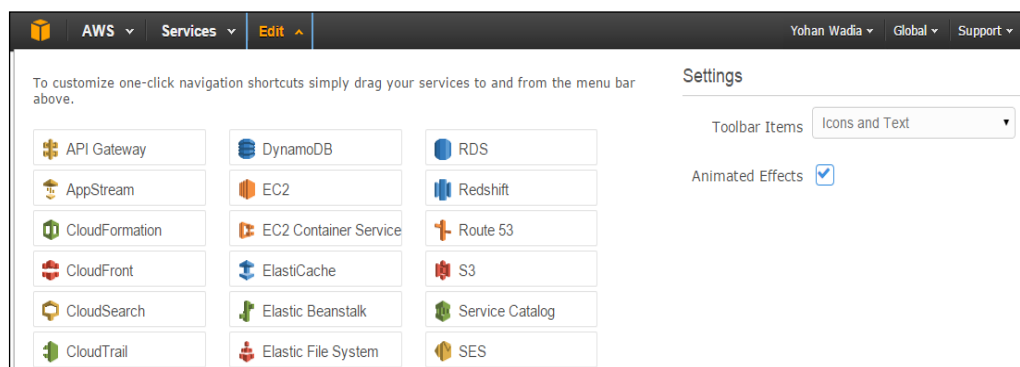 AWS Services Edit Yohan Wadia Global Support
To customize one-click navigation shortcuts simply drag your services to and from the menu bar
above.
API Gateway DynamoDB RDS
AppStream EC2 Redshift
CloudFormation EC2 Container Service Route 53
CloudFront ElastiCache S3
CloudSearch Elastic Beanstalk Service Catalog
CloudTrail Elastic File System SES
Settings
Toolbar Items Icons and Text
Animated Effects